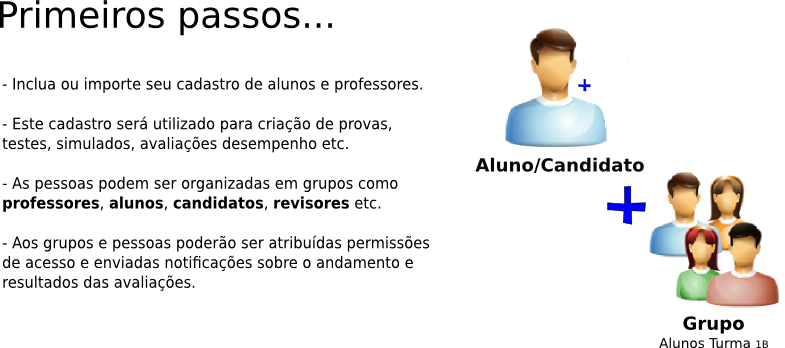 Primeiros passos...
- Inclua ou importe seu cadastro de alunos e professores.
- Este cadastro será utilizado para criação de provas,
testes, simulados, avaliações desempenho etc.
- As pessoas podem ser organizadas em grupos como
professores, alunos, candidatos, revisores etc.
- Aos grupos e pessoas poderão ser atribuídas permissões
de acesso e enviadas notificações sobre o andamento e
resultados das avaliações.
+
Aluno/Candidato
+
Grupo
Alunos Turma 1B